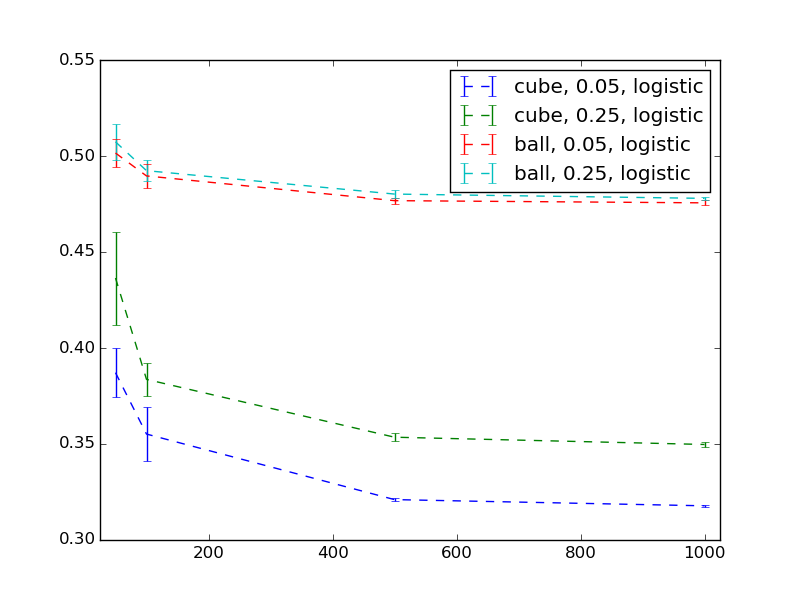 0.55
cube, 0.05, logistic
cube, 0.25, logistic
ball, 0.05, logistic
ball, 0.25, logistic
0.50
0.45
0.40
0.35
0.30
200 400 600 800 1000